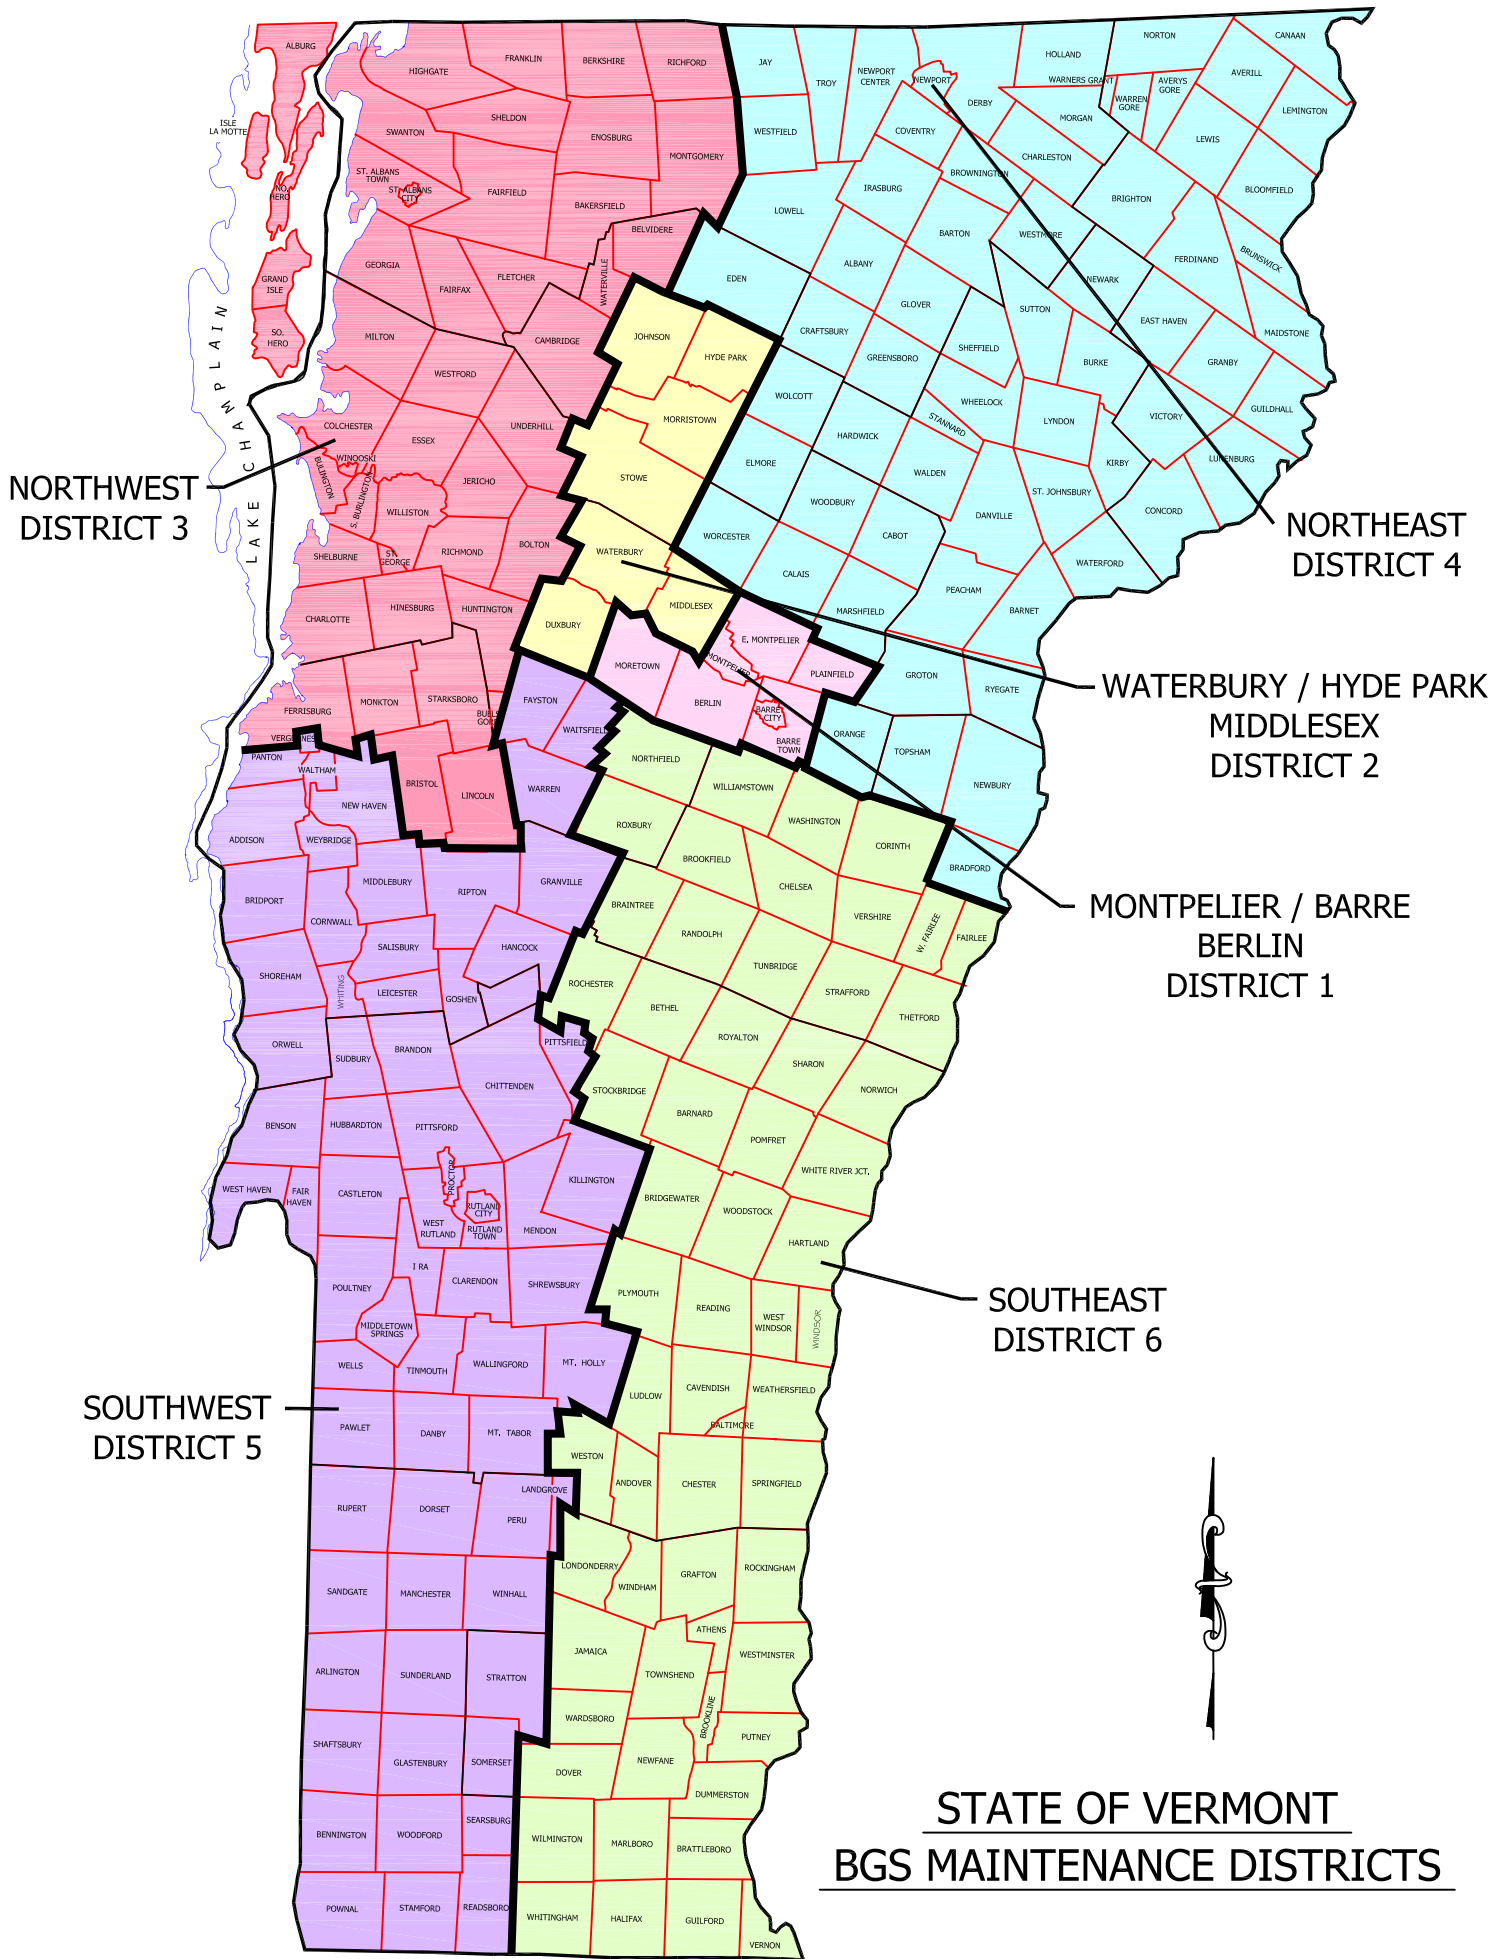 ALBURG
HIGHGATE
FRANKLIN
BERKSHIRE
RICHFORD
JAY
TROY
NEWPORT
CENTER
NEWPORT
DERBY
HOLLAND
WARNERS GRANT
NORTON
WARREN
GORE
AVERYS
GORE
AVERILL
CANAAN
LEMINGTON
ISLE
LA MOTTE
SWANTON
SHELDON
ENOSBURG
MONTGOMERY
WESTFIELD
COVENTRY
MORGAN
LEWIS
ST. ALBANS
TOWN
ST. ALBANS
CITY
NO.
HERO
FAIRFIELD
BAKERSFIELD
BELVIDERE
LOWELL
IRASBURG
BROWNINGTON
CHARLESTON
BRIGHTON
BLOOMFIELD
BARTON
WESTMORE
FERDINAND
BRUNSWICK
GRAND
ISLE
SO.
HERO
GEORGIA
FAIRFAX
FLETCHER
WATERVILLE
EDEN
ALBANY
GLOVER
NEWARK
SUTTON
EAST HAVEN
MAIDSTONE
LAKE CHAMPLAIN
MILTON
WESTFORD
CAMBRIDGE
JOHNSON
HYDE PARK
CRAFTSBURY
GREENSBORO
SHEFFIELD
BURKE
GRANBY
GUILDHALL
COLCHESTER
ESSEX
UNDERHILL
MORRISTOWN
WOLCOTT
HARDWICK
STANNARD
WHEELOCK
LYNDON
VICTORY
WINOOSKI
BULINGTON
S. BURLINGTON
JERICHO
STOWE
ELMORE
WOODBURY
WALDEN
ST. JOHNSBURY
KIRBY
LUNENBURG
NORTHWEST
DISTRICT 3
WILLISTON
SHELBURNE
ST.
GEORGE
RICHMOND
BOLTON
WATERBURY
WORCESTER
CABOT
DANVILLE
CONCORD
NORTHEAST
DISTRICT 4
CALAIS
WATERFORD
CHARLOTTE
HINESBURG
HUNTINGTON
DUXBURY
MIDDLESEX
MARSHFIELD
PEACHAM
BARNET
E. MONTPELIER
MONTPELIER
MORETOWN
PLAINFIELD
GROTON
RYEGATE
WATERBURY / HYDE PARK
MIDDLESEX
DISTRICT 2
FERRISBURG
MONKTON
STARKSBORO
BUELS
GORE
FAYSTON
WAITSFIELD
BERLIN
BARRE
CITY
BARRE
TOWN
ORANGE
TOPSHAM
NEWBURY
VERGENNES
PANTON
WALTHAM
NEW HAVEN
BRISTOL
LINCOLN
WARREN
NORTHFIELD
WILLIAMSTOWN
WASHINGTON
CORINTH
BRADFORD
ADDISON
WEYBRIDGE
ROXBURY
BROOKFIELD
CHELSEA
VERSHIRE
W. FAIRLEE
FAIRLEE
MONTPELIER / BARRE
BERLIN
DISTRICT 1
MIDDLEBURY
RIPTON
GRANVILLE
BRIDPORT
CORNWALL
SALISBURY
HANCOCK
BRAINTREE
RANDOLPH
TUNBRIDGE
STRAFFORD
THETFORD
SHOREHAM
WHITING
LEICESTER
GOSHEN
ROCHESTER
BETHEL
ROYALTON
SHARON
NORWICH
ORWELL
SUDBURY
BRANDON
CHITTENDEN
PITTSFIELD
STOCKBRIDGE
BARNARD
POMFRET
WHITE RIVER JCT.
BENSON
HUBBARDTON
PITTSFORD
PROCTOR
KILLINGTON
BRIDGEWATER
WOODSTOCK
HARTLAND
WEST HAVEN
FAIR
HAVEN
CASTLETON
WEST
RUTLAND
RUTLAND
CITY
RUTLAND
TOWN
MENDON
I RA
CLARENDON
SHREWSBURY
PLYMOUTH
READING
WEST
WINDSOR
WINDSOR
SOUTHEAST
DISTRICT 6
POULTNEY
MIDDLETOWN
SPRINGS
WELLS
TINMOUTH
WALLINGFORD
MT. HOLLY
LUDLOW
CAVENDISH
WEATHERSFIELD
BALTIMORE
SOUTHWEST
DISTRICT 5
PAWLET
DANBY
MT. TABOR
WESTON
ANDOVER
CHESTER
SPRINGFIELD
LANDGROVE
RUPERT
DORSET
PERU
LONDONDERRY
WINDHAM
GRAFTON
ROCKINGHAM
SANDGATE
MANCHESTER
WINHALL
JAMAICA
ATHENS
WESTMINSTER
ARLINGTON
SUNDERLAND
STRATTON
TOWNSHEND
WARDSBORO
BROOKLINE
PUTNEY
SHAFTSBURY
GLASTENBURY
SOMERSET
DOVER
NEWFANE
DUMMERSTON
BENNINGTON
WOODFORD
SEARSBURG
WILMINGTON
MARLBORO
BRATTLEBORO
POWNAL
STAMFORD
READSBORO
WHITINGHAM
HALIFAX
GUILFORD
VERNON
STATE OF VERMONT
BGS MAINTENANCE DISTRICTS